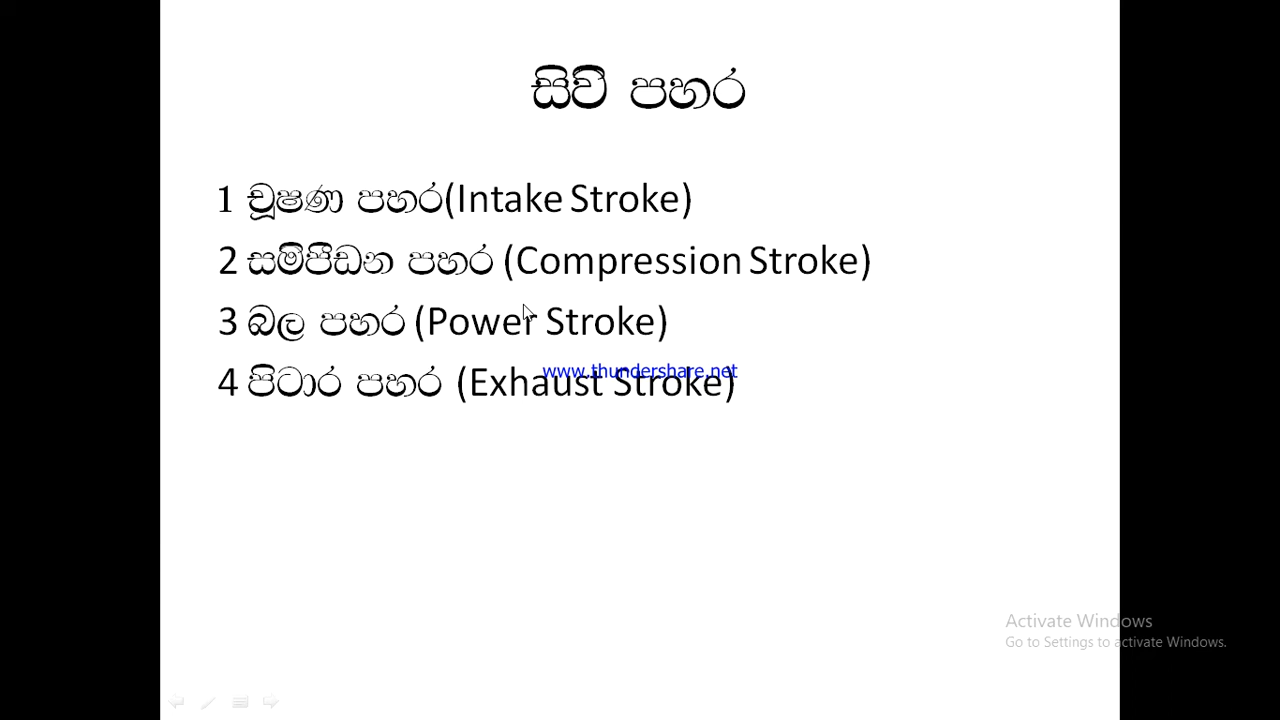 සිව් පහර
1 චූෂණ පහර(Intake Stroke)
2 සම්පීඩන පහර (Compression Stroke)
3 බල පහර (Power Stroke)
www.thundershare.net
4 පිටාර පහර (Exhaust Stroke)
Activate Windows
Go to Settings to activate Windows.